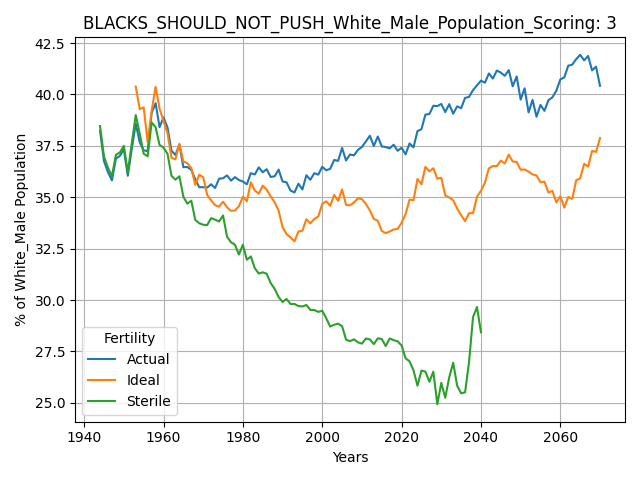 BLACKS_SHOULD_NOT_PUSH_White_Male_Population_Scoring: 3
% of White_Male Population
42.5
40.0
37.5
35.0
32.5
30.0
27.5
25.0
Fertility
Actual
Ideal
Sterile
1940 1960 1980 2000 2020 2040 2060
Years